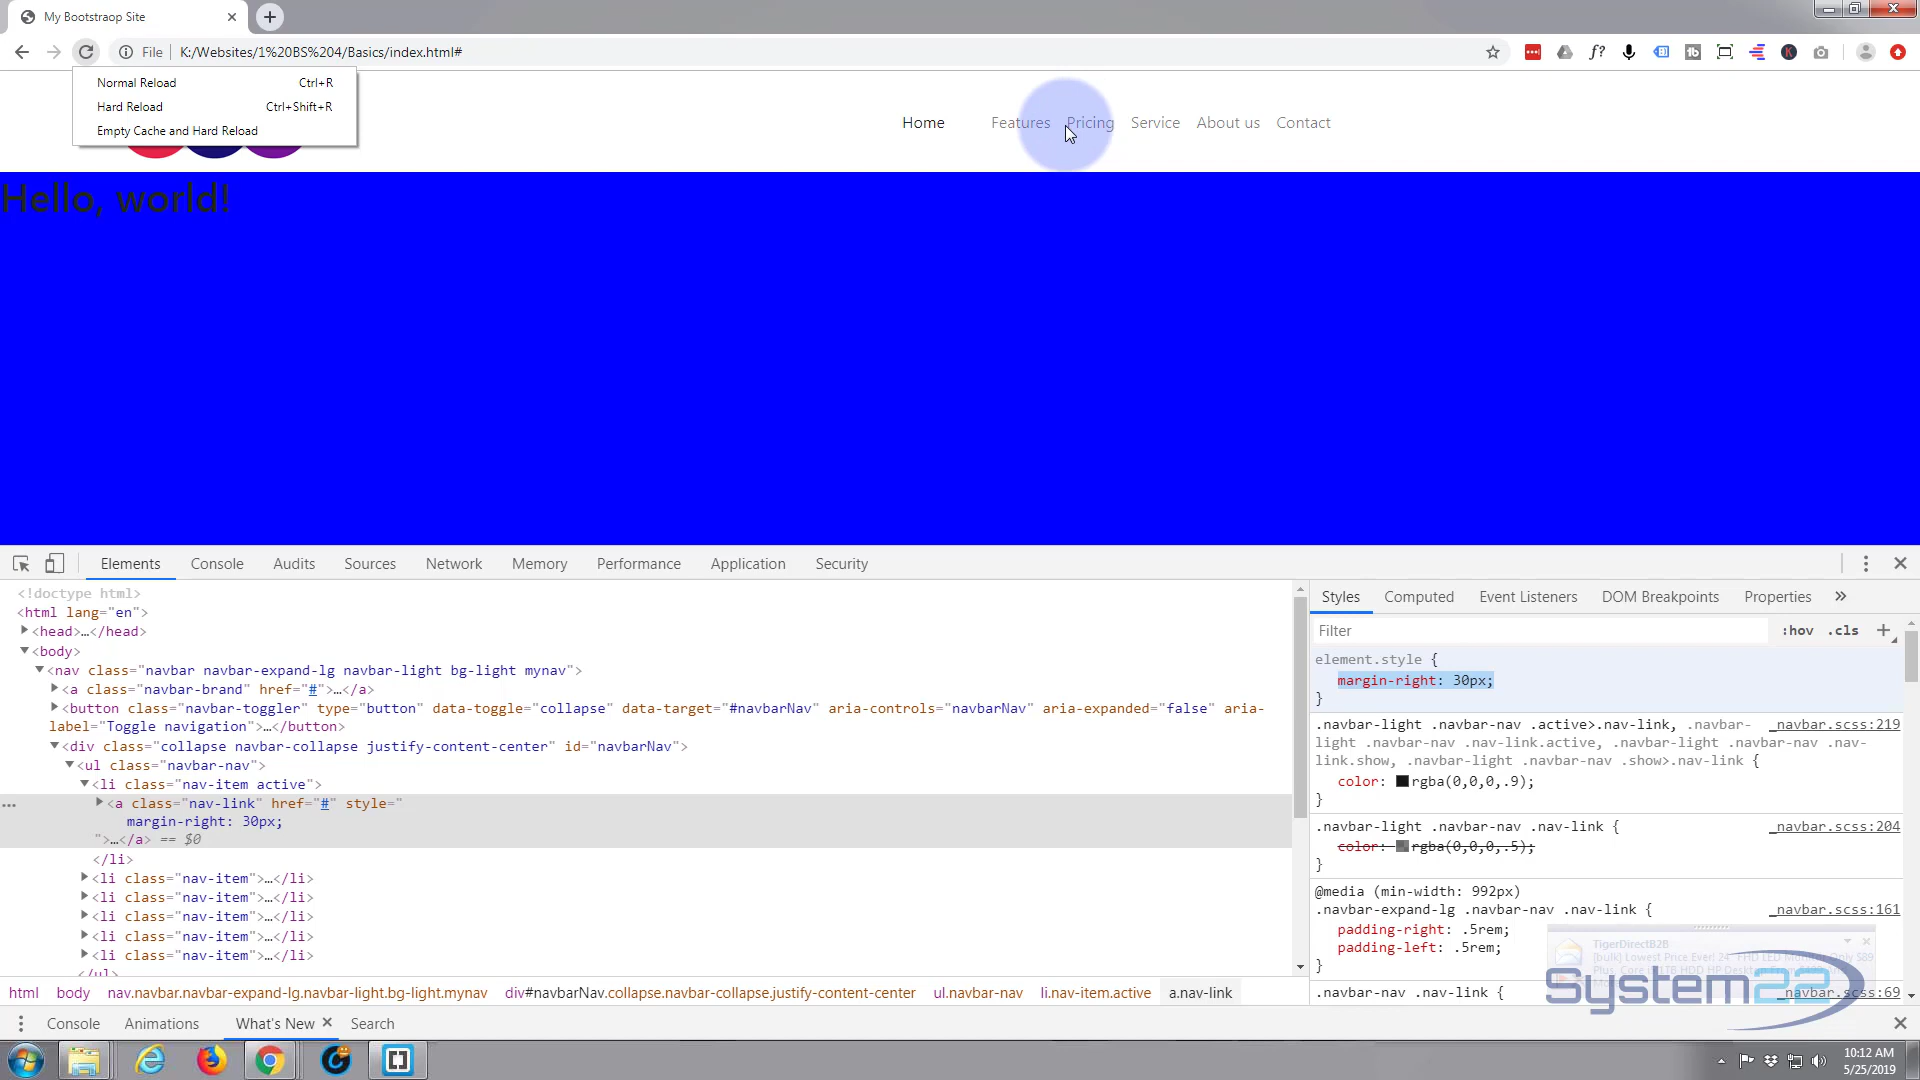 My Bootstraop Site
File K:/Websites/1%20BS%204/Basics/index.html#
Normal Reload Ctrl+R
Hard Reload Ctrl+Shift+R
Empty Cache and Hard Reload
Home Features Pricing Service About us Contact
Hello, world!
Elements Console Audits Sources Network Memory Performance Application Security
<!doctype html>
<html lang="en">
<head>…</head>
<body>
<nav class="navbar navbar-expand-lg navbar-light bg-light mynav">
<a class="navbar-brand" href="#">…</a>
<button class="navbar-toggler" type="button" data-toggle="collapse" data-target="#navbarNav" aria-controls="navbarNav" aria-expanded="false" aria-
label="Toggle navigation">…</button>
<div class="collapse navbar-collapse justify-content-center" id="navbarNav">
<ul class="navbar-nav">
<li class="nav-item active">
<a class="nav-link" href="#" style="
margin-right: 30px;
">…</a> == $0
</li>
<li class="nav-item">…</li>
<li class="nav-item">…</li>
<li class="nav-item">…</li>
<li class="nav-item">…</li>
<li class="nav-item">…</li>
</ul>
html body nav.navbar.navbar-expand-lg.navbar-light.bg-light.mynav div#navbarNav.collapse.navbar-collapse.justify-content-center ul.navbar-nav li.nav-item.active a.nav-link
Styles Computed Event Listeners DOM Breakpoints Properties »
Filter :hov .cls +
element.style {
margin-right: 30px;
}
.navbar-light .navbar-nav .active>.nav-link, .navbar- _navbar.scss:219
light .navbar-nav .nav-link.active, .navbar-light .navbar-nav .nav-
link.show, .navbar-light .navbar-nav .show>.nav-link {
color: rgba(0,0,0,.9);
}
.navbar-light .navbar-nav .nav-link { _navbar.scss:204
color: rgba(0,0,0,.5);
}
@media (min-width: 992px)
.navbar-expand-lg .navbar-nav .nav-link { _navbar.scss:161
padding-right: .5rem;
padding-left: .5rem;
}
.navbar-nav .nav-link { _navbar.scss:69
TigerDirectB2B
[bulk] Lowest Price Ever! 24" FHD LED Monitor Only $89
System22
Console Animations What's New Search
10:12 AM
5/25/2019